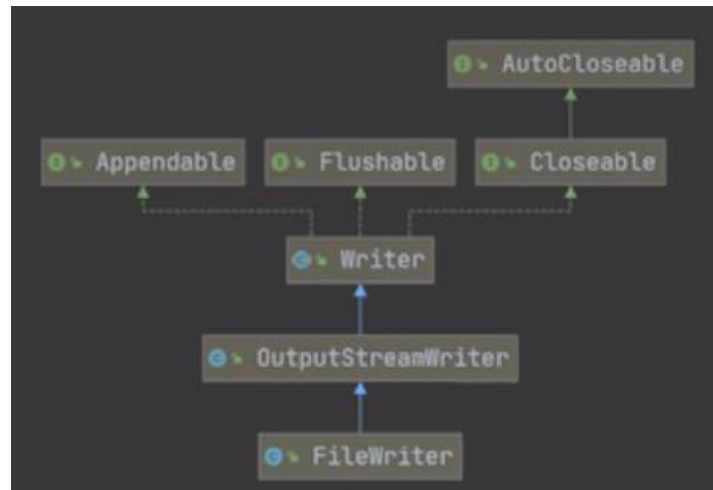 AutoCloseable
Appendable Flushable Closeable
Writer
OutputStreamWriter
FileWriter